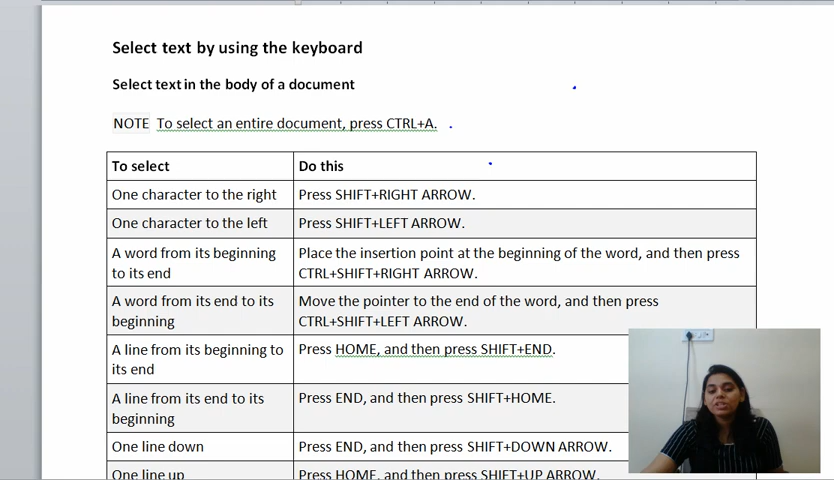 Select text by using the keyboard
Select text in the body of a document
NOTE To select an entire document, press CTRL+A.
To select Do this
One character to the right Press SHIFT+RIGHT ARROW.
One character to the left Press SHIFT+LEFT ARROW.
A word from its beginning Place the insertion point at the beginning of the word, and then press
to its end CTRL+SHIFT+RIGHT ARROW.
A word from its end to its Move the pointer to the end of the word, and then press
beginning CTRL+SHIFT+LEFT ARROW.
A line from its beginning to Press HOME, and then press SHIFT+END.
its end
A line from its end to its Press END, and then press SHIFT+HOME.
beginning
One line down Press END, and then press SHIFT+DOWN ARROW.
One line up Press HOME, and then press SHIFT+UP ARROW.